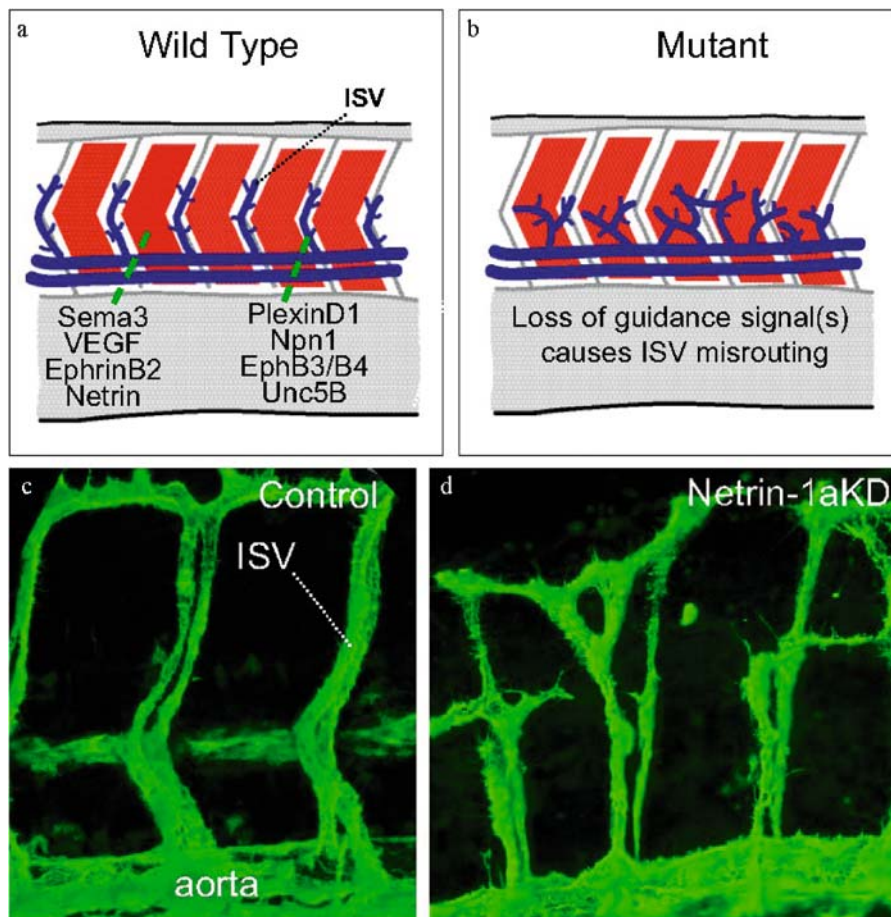 a
Wild Type
ISV
Sema3
VEGF
EphrinB2
Netrin
PlexinD1
Npn1
EphB3/B4
Unc5B
b
Mutant
Loss of guidance signal(s)
causes ISV misrouting
c
Control
ISV
aorta
d
Netrin-1aKD